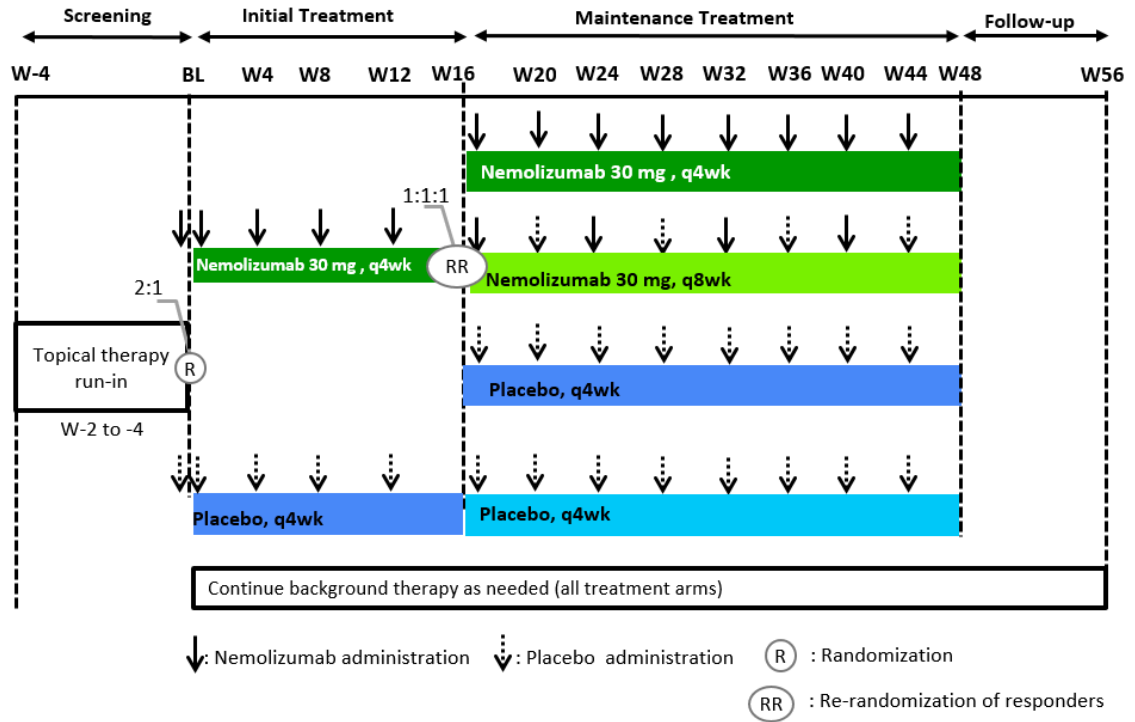 Screening Initial Treatment Maintenance Treatment Follow-up
W-4 BL W4 W8 W12 W16 W20 W24 W28 W32 W36 W40 W44 W48 W56
Nemolizumab 30 mg , q4wk
1:1:1
Nemolizumab 30 mg , q4wk
RR
Nemolizumab 30 mg, q8wk
2:1
Topical therapy
run-in
R
W-2 to -4
Placebo, q4wk
Placebo, q4wk
Placebo, q4wk
Continue background therapy as needed (all treatment arms)
: Nemolizumab administration : Placebo administration R : Randomization
RR : Re-randomization of responders